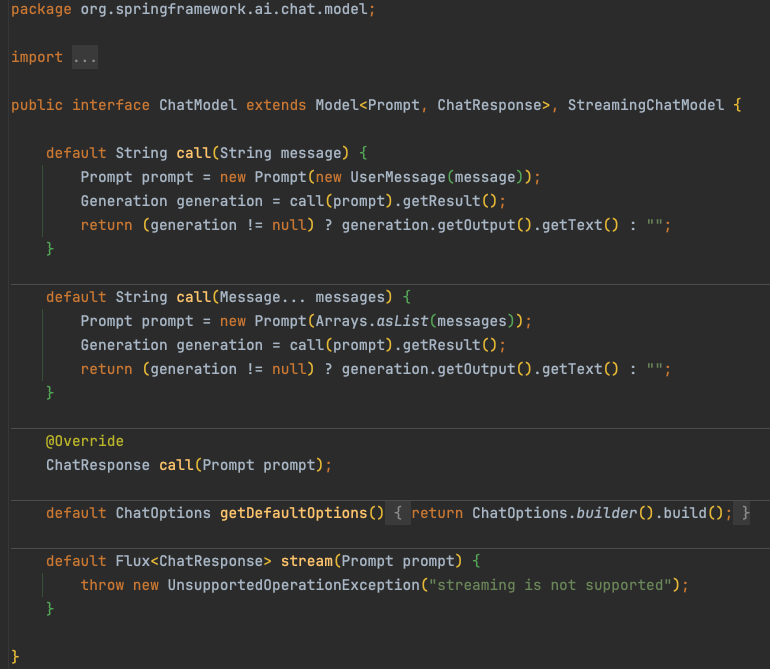 package org.springframework.ai.chat.model;
import ...
public interface ChatModel extends Model<Prompt, ChatResponse>, StreamingChatModel {
default String call(String message) {
Prompt prompt = new Prompt(new UserMessage(message));
Generation generation = call(prompt).getResult();
return (generation != null) ? generation.getOutput().getText() : "";
}
default String call(Message... messages) {
Prompt prompt = new Prompt(Arrays.asList(messages));
Generation generation = call(prompt).getResult();
return (generation != null) ? generation.getOutput().getText() : "";
}
@Override
ChatResponse call(Prompt prompt);
default ChatOptions getDefaultOptions() { return ChatOptions.builder().build(); }
default Flux<ChatResponse> stream(Prompt prompt) {
throw new UnsupportedOperationException("streaming is not supported");
}
}